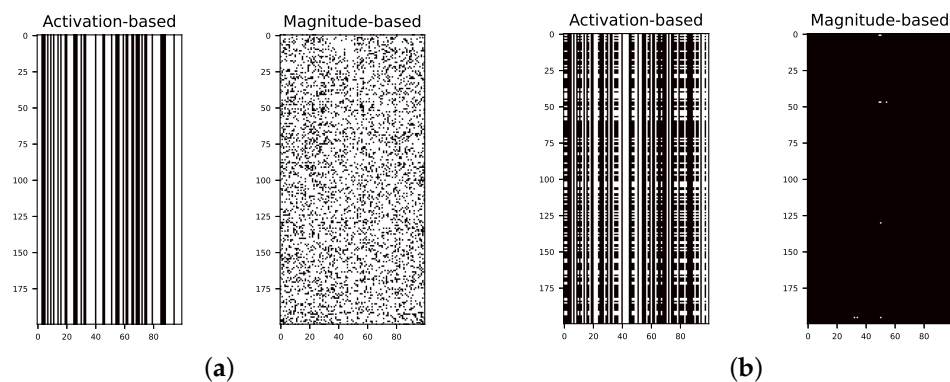 Activation-based Magnitude-based Activation-based Magnitude-based
0 0 0 0
25 25 25 25
50 50 50 50
75 75 75 75
100 100 100 100
125 125 125 125
150 150 150 150
175 175 175 175
0 20 40 60 80 0 20 40 60 80 0 20 40 60 80 0 20 40 60 80
(a) (b)